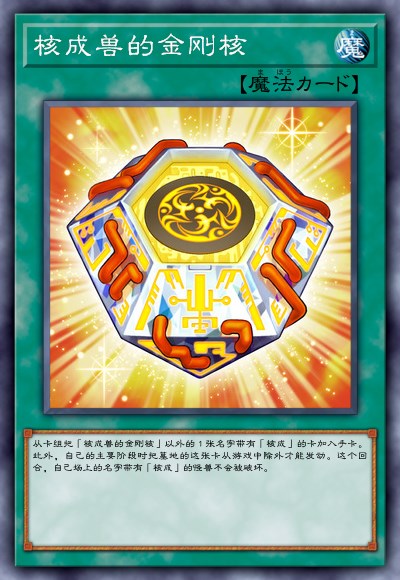 核成兽的金刚核
魔
【魔法カード】
まほう
从卡组把「核成兽的金刚核」以外的1张名字带有「核成」的卡加入手卡。
此外，自己的主要阶段时把墓地的这张卡从游戏中除外才能发动。这个回
合，自己场上的名字带有「核成」的怪兽不会被破坏。